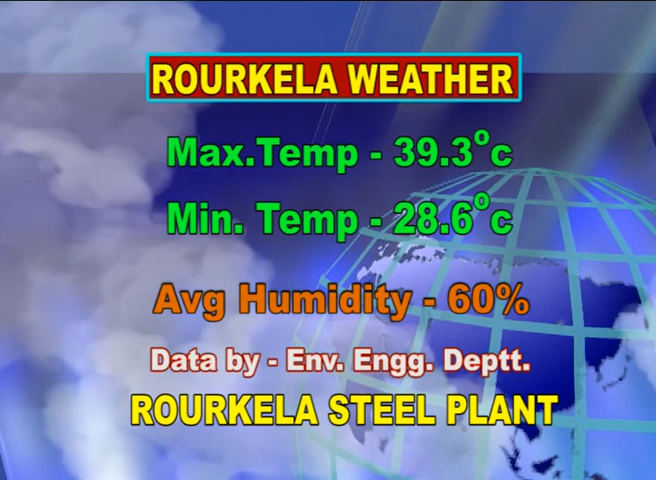 ROURKELA WEATHER
Max.Temp - 39.3°c
Min. Temp - 28.6°c
Avg Humidity - 60%
Data by - Env. Engg. Deptt.
ROURKELA STEEL PLANT